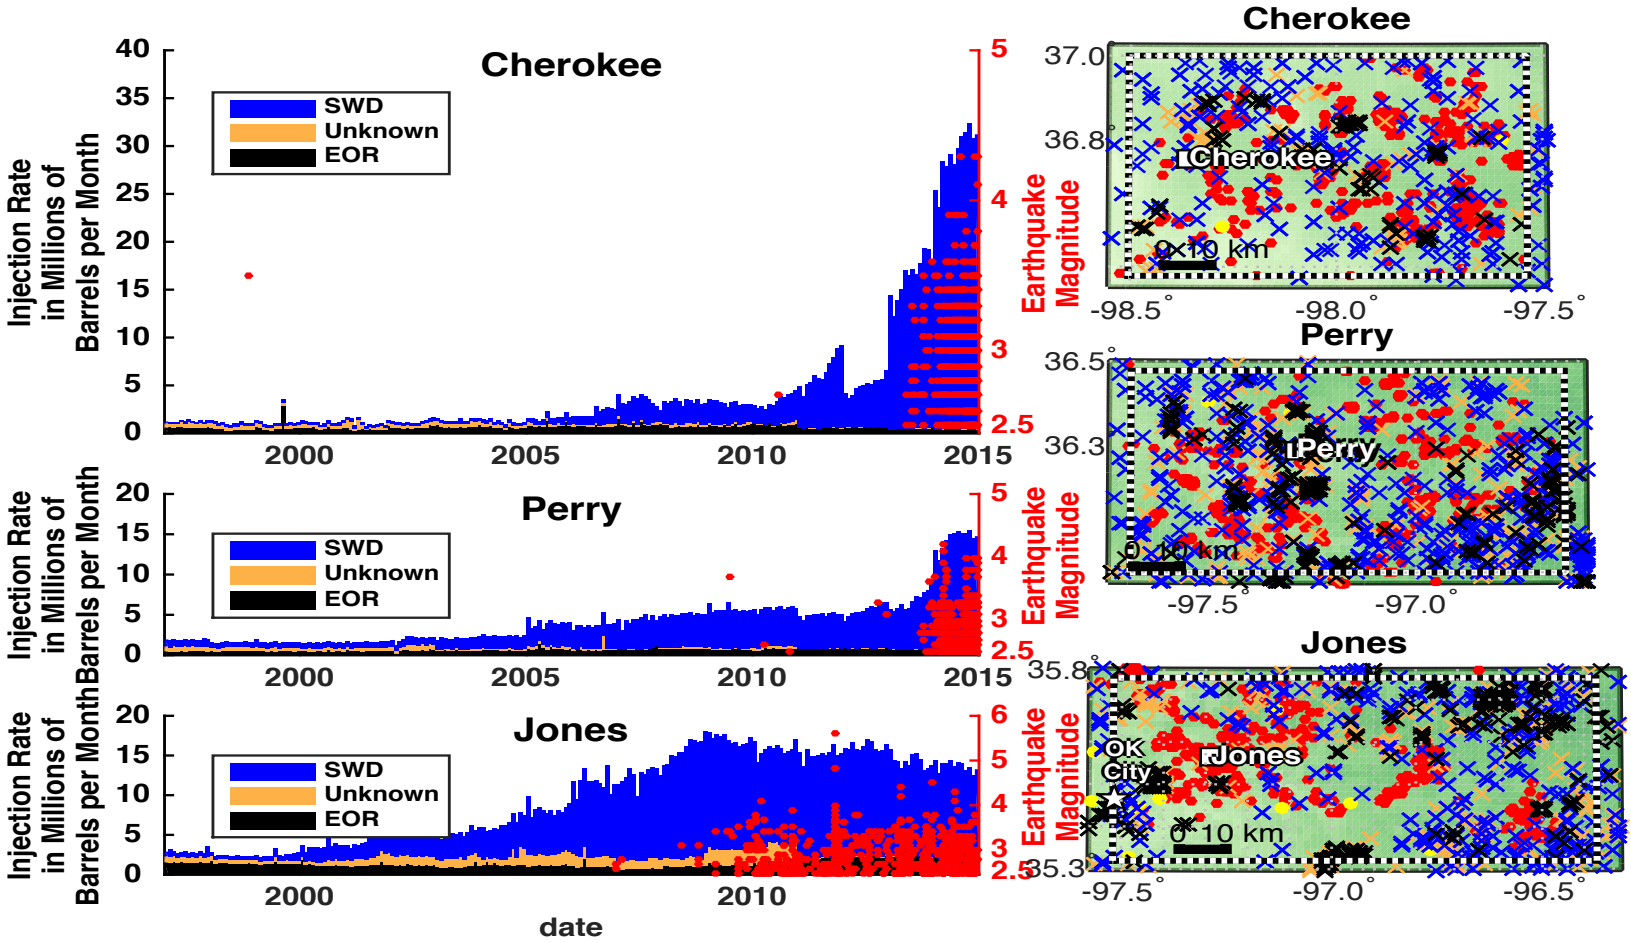 Cherokee
40
35
30
25
20
15
10
5
0
Injection Rate
in Millions of
Barrels per Month
SWD
Unknown
EOR
5
4
3
2.5
Earthquake
Magnitude
2000
2005
2010
2015
Cherokee
37.0°
36.8°
Cherokee
0 10 km
-98.5°
-98.0°
-97.5°
Perry
20
15
10
5
0
Injection Rate
in Millions of
Barrels per Month
SWD
Unknown
EOR
5
4
3
2.5
Earthquake
Magnitude
2000
2005
2010
2015
Perry
36.5°
36.3°
Perry
0 10 km
-97.5°
-97.0°
Jones
20
15
10
5
0
Injection Rate
in Millions of
Barrels per Month
SWD
Unknown
EOR
6
5
4
3
2.5
Earthquake
Magnitude
2000
2010
date
Jones
35.8°
35.3°
OK
City
Jones
0 10 km
-97.5°
-97.0°
-96.5°